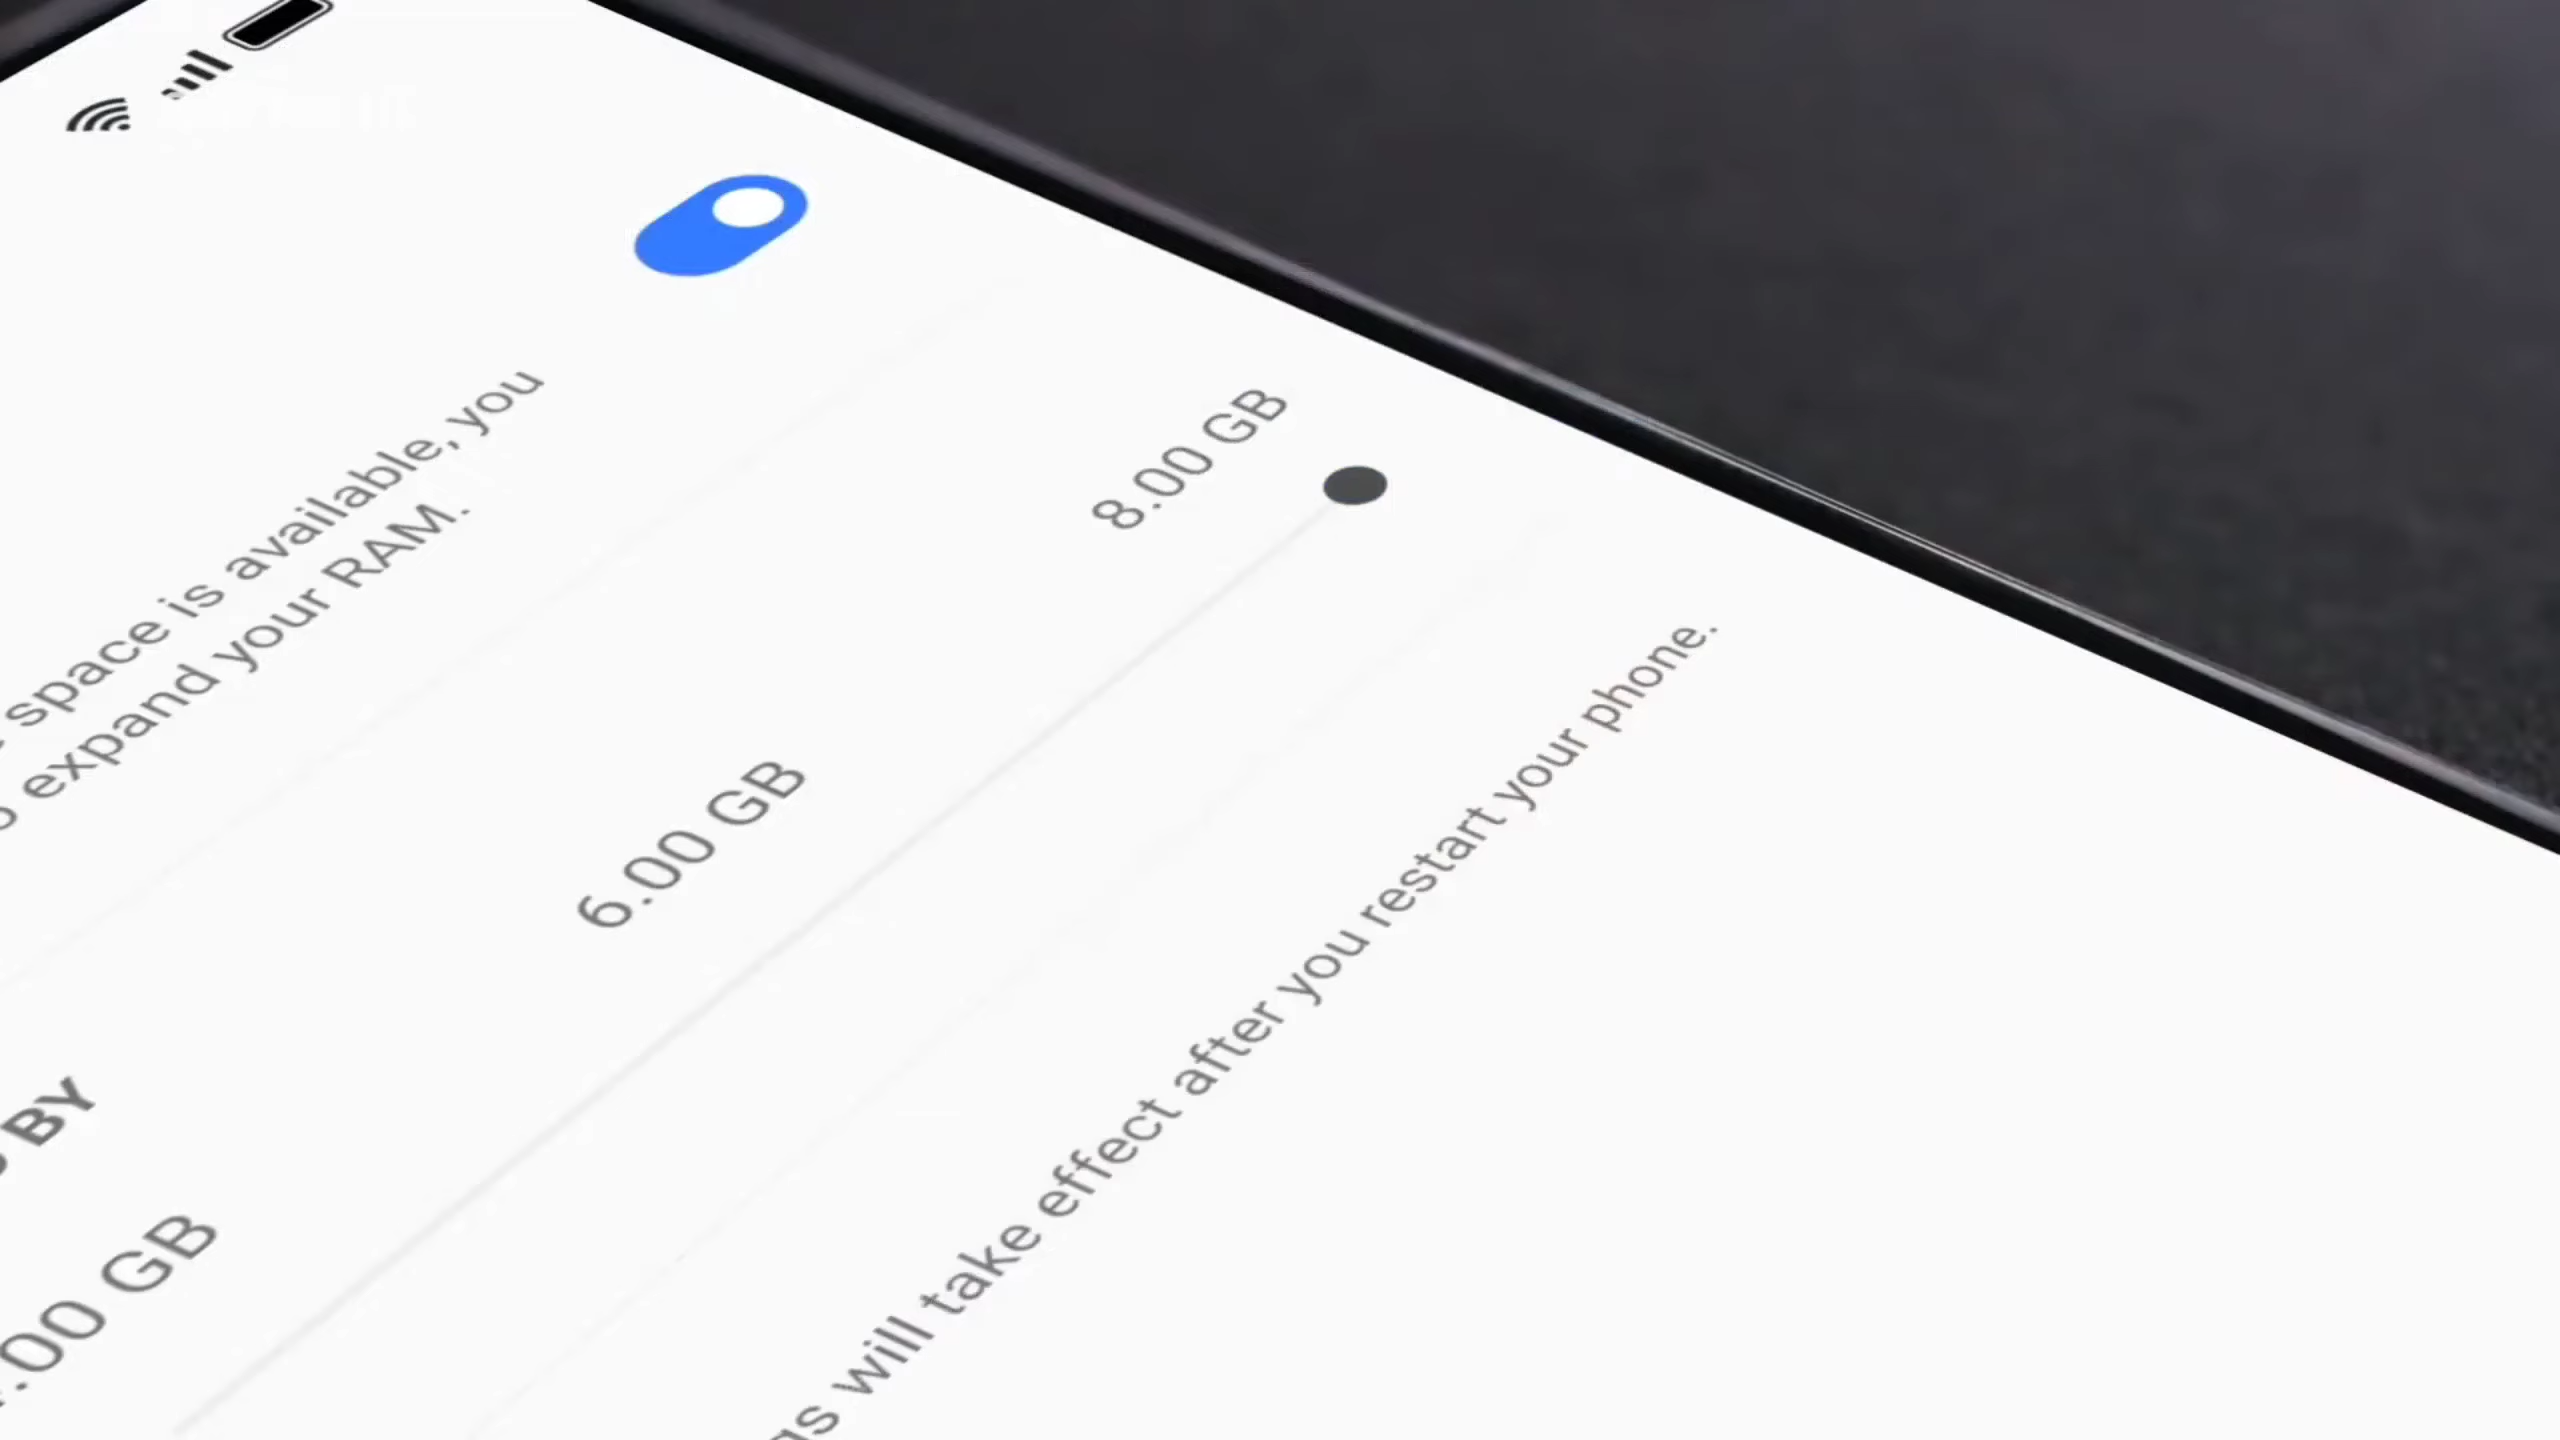 space is available, you
expand your RAM.
BY
.00 GB
6.00 GB
8.00 GB
will take effect after you restart your phone.